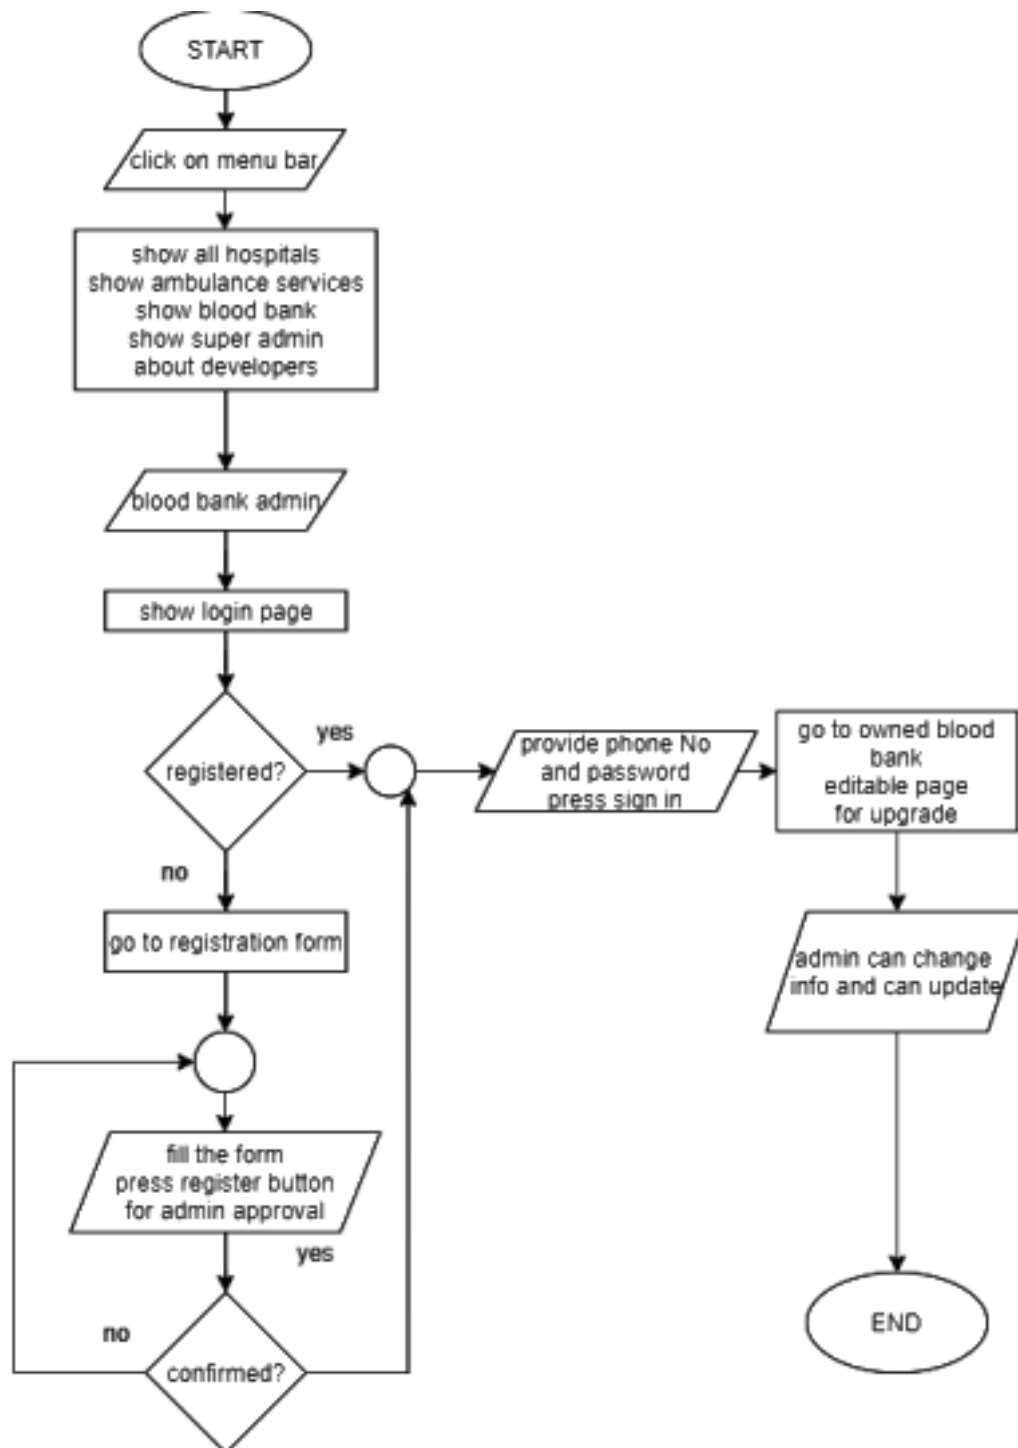 START
click on menu bar
show all hospitals
show ambulance services
show blood bank
show super admin
about developers
blood bank admin
show login page
registered?
yes
provide phone No
and password
press sign in
go to owned blood
bank
editable page
for upgrade
no
go to registration form
admin can change
info and can update
fill the form
press register button
for admin approval
yes
no
confirmed?
END